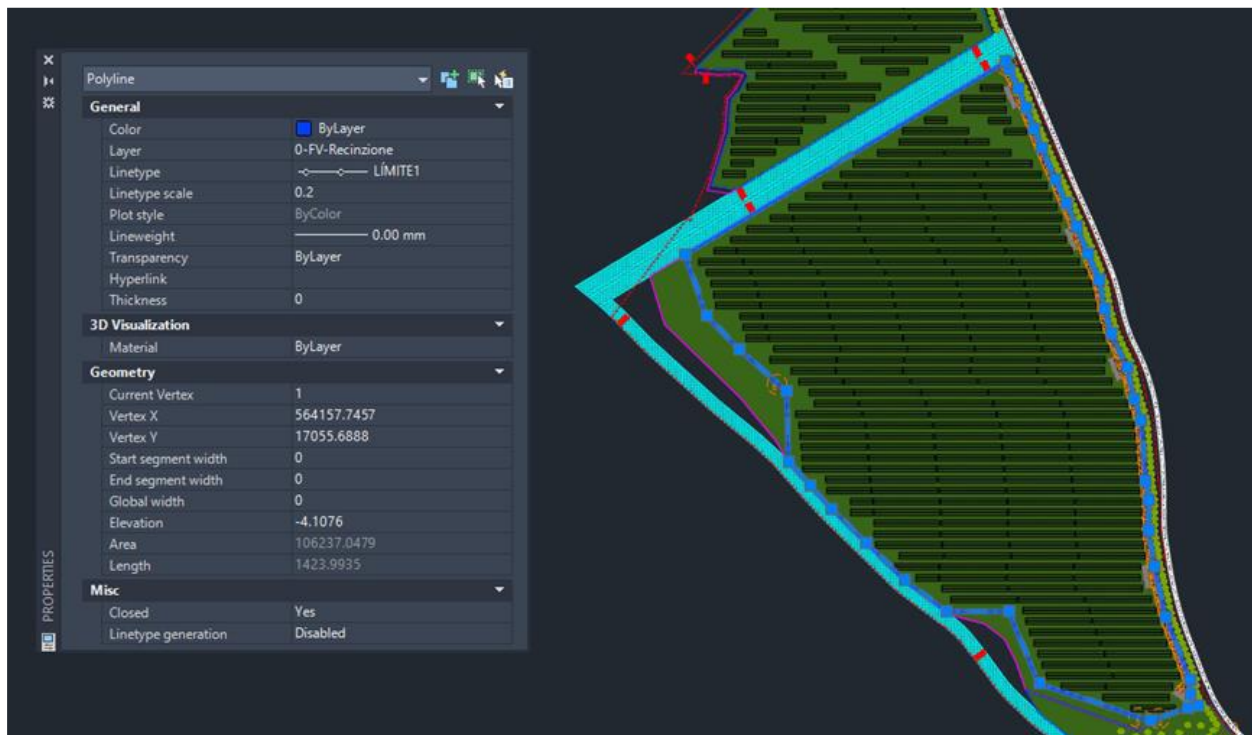 Polyline
General
Color ByLayer
Layer 0-FV-Recinzione
Linetype LÍMITE1
Linetype scale 0.2
Plot style ByColor
Lineweight 0.00 mm
Transparency ByLayer
Hyperlink
Thickness 0
3D Visualization
Material ByLayer
Geometry
Current Vertex 1
Vertex X 564157.7457
Vertex Y 17055.6888
Start segment width 0
End segment width 0
Global width 0
Elevation -4.1076
Area 106237.0479
Length 1423.9935
Misc
Closed Yes
Linetype generation Disabled
PROPERTIES